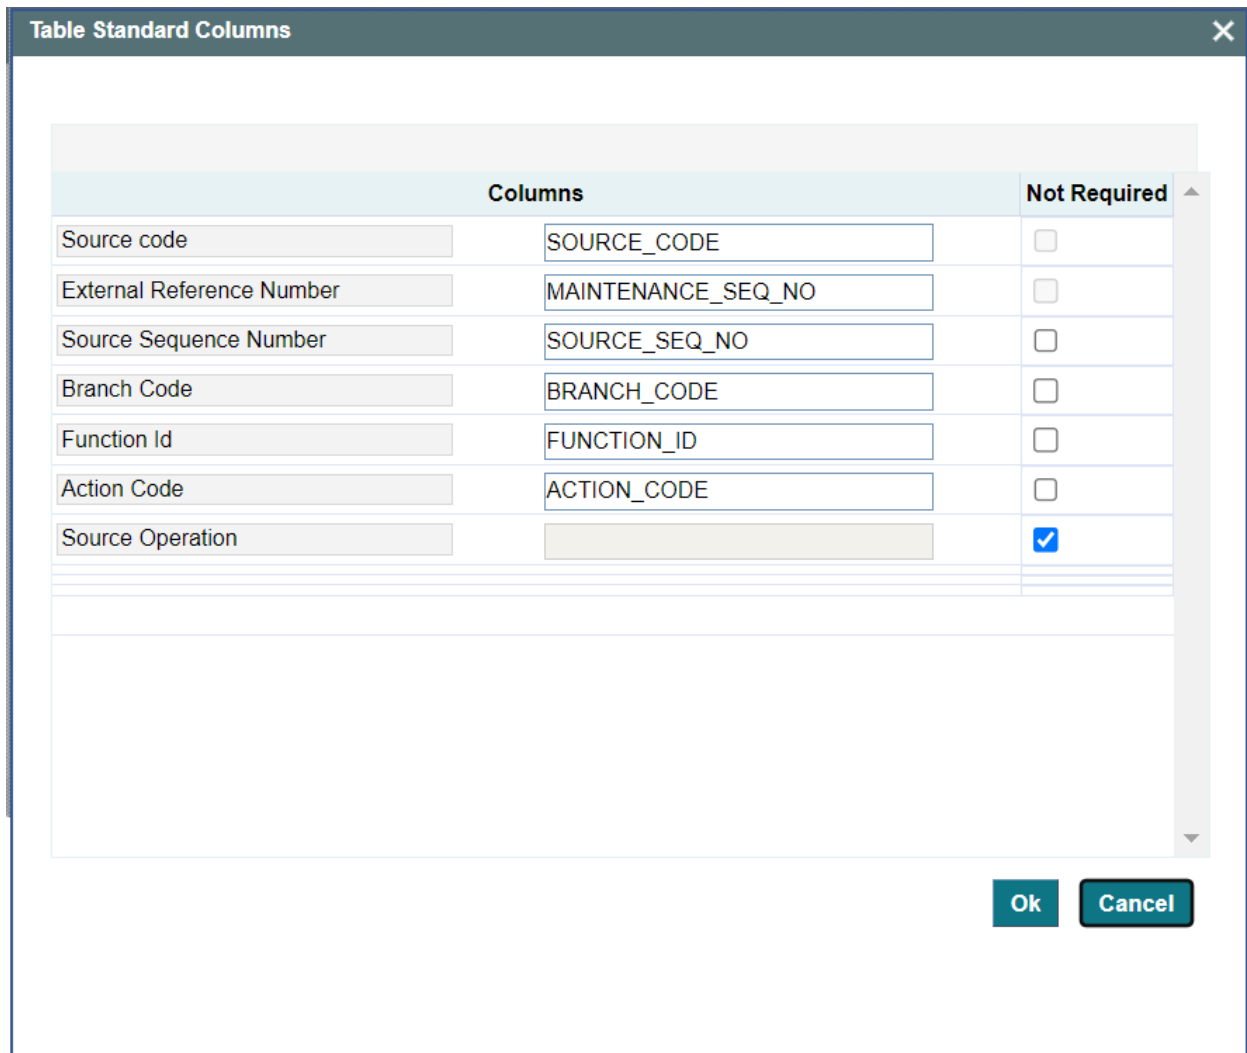 Table Standard Columns
Columns Not Required
Source code SOURCE_CODE
External Reference Number MAINTENANCE_SEQ_NO
Source Sequence Number SOURCE_SEQ_NO
Branch Code BRANCH_CODE
Function Id FUNCTION_ID
Action Code ACTION_CODE
Source Operation
Ok Cancel